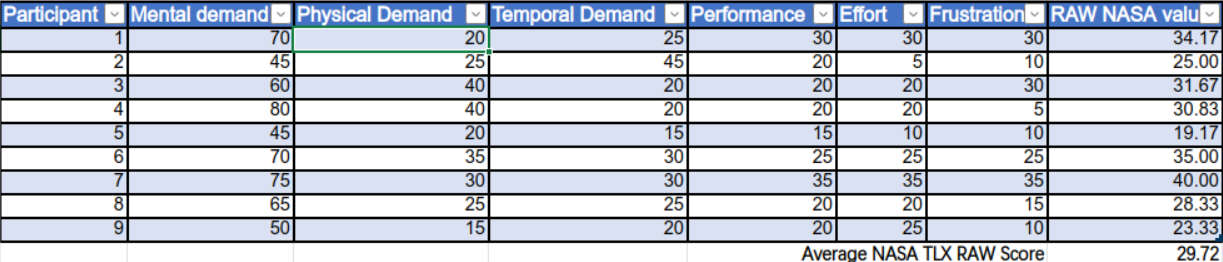 Participant Mental demand Physical Demand Temporal Demand Performance Effort Frustration RAW NASA valu
1 70 20 25 30 30 30 34.17
2 45 25 45 20 5 10 25.00
3 60 40 20 20 20 30 31.67
4 80 40 20 20 20 5 30.83
5 45 20 15 15 10 10 19.17
6 70 35 30 25 25 25 35.00
7 75 30 30 35 35 35 40.00
8 65 25 25 20 20 15 28.33
9 50 15 20 20 25 10 23.33
Average NASA TLX RAW Score 29.72